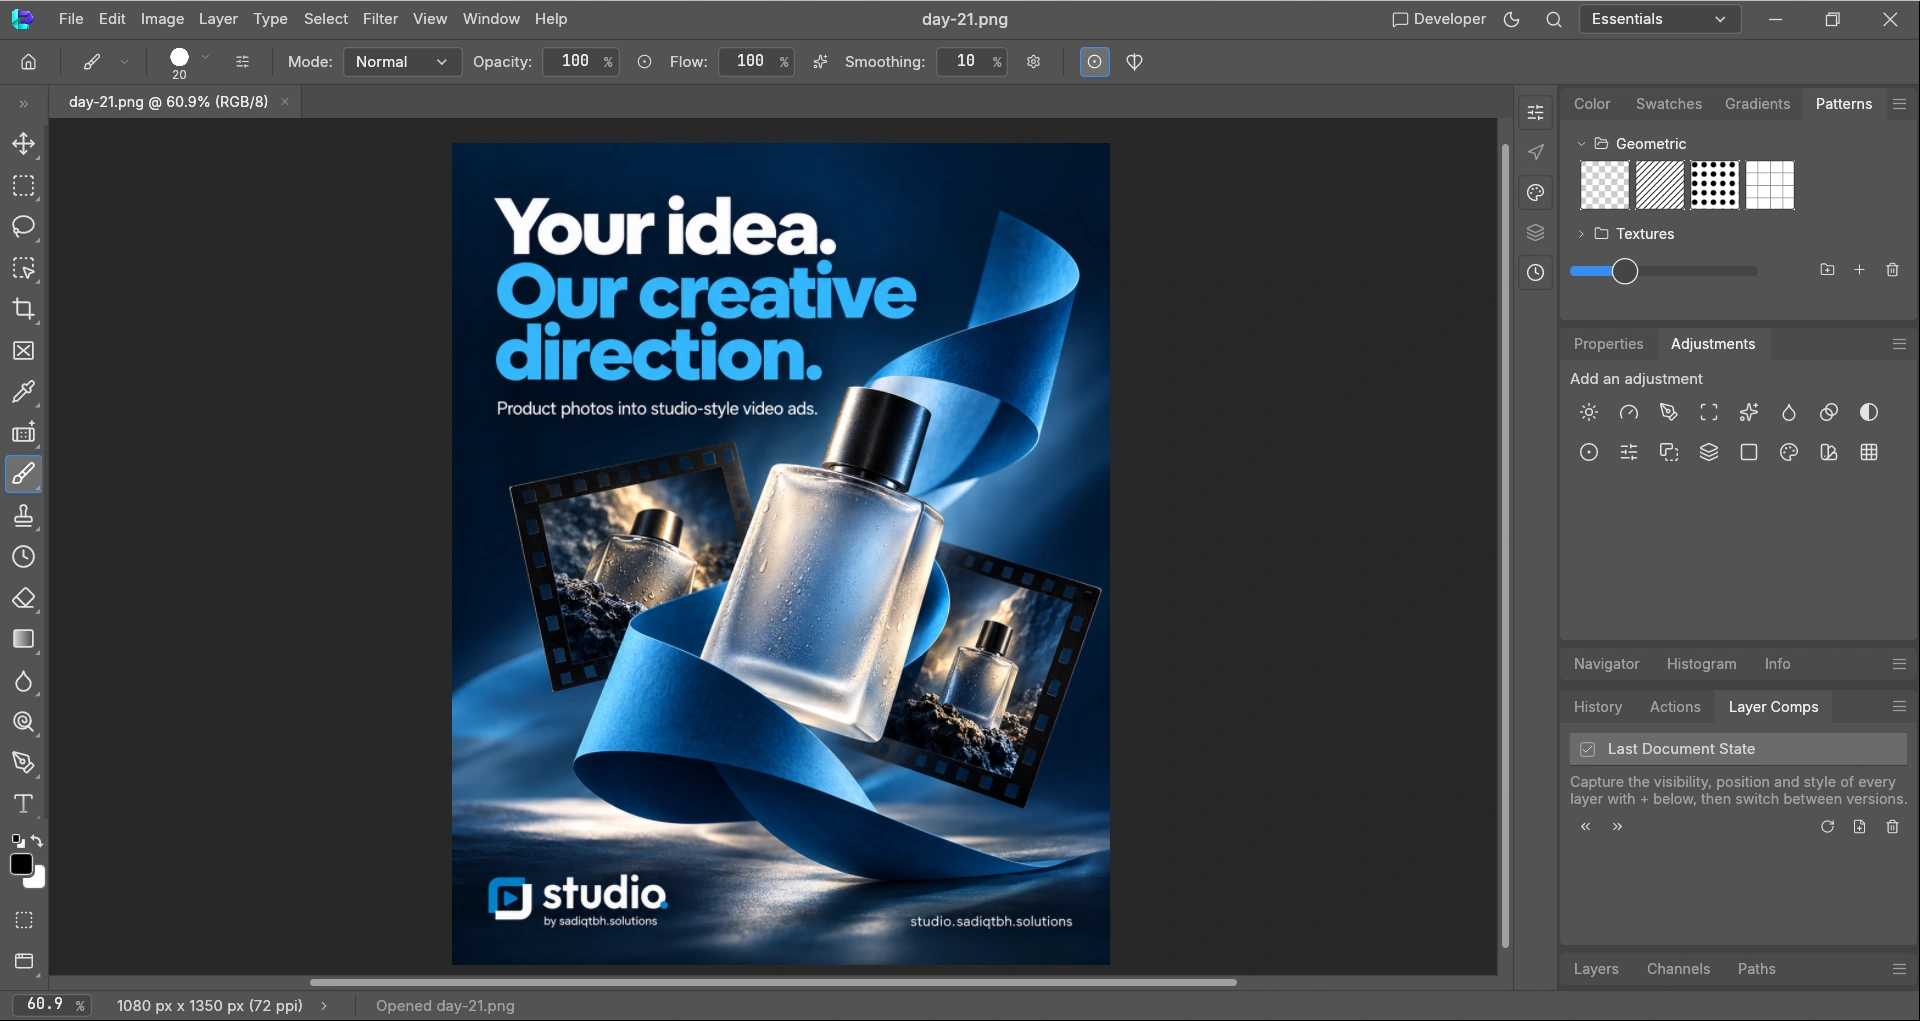 File Edit Image Layer Type Select Filter View Window Help
day-21.png
Developer
Essentials
20
Mode: Normal
Opacity: 100 %
Flow: 100 %
Smoothing: 10 %
day-21.png @ 60.9% (RGB/8)
Your idea.
Our creative
direction.
Product photos into studio-style video ads.
studio.
by sadiqtbh.solutions
studio.sadiqtbh.solutions
Color Swatches Gradients Patterns
Geometric
Textures
Properties Adjustments
Add an adjustment
Navigator Histogram Info
History Actions Layer Comps
Last Document State
Capture the visibility, position and style of every
layer with + below, then switch between versions.
Layers Channels Paths
60.9 %
1080 px x 1350 px (72 ppi)
Opened day-21.png